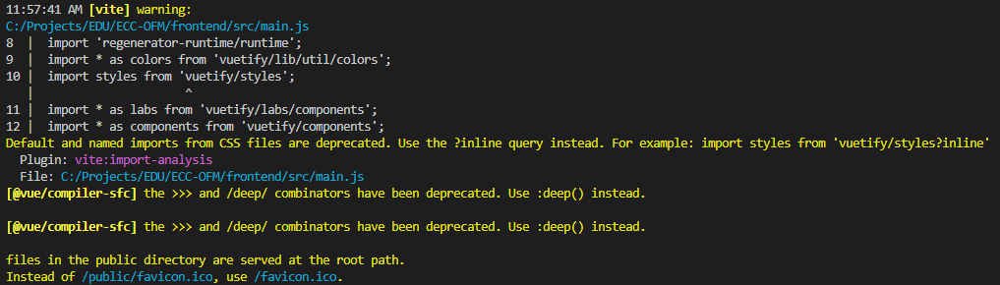 11:57:41 AM [vite] warning:
C:/Projects/EDU/ECC-OFM/frontend/src/main.js
8  |  import 'regenerator-runtime/runtime';
9  |  import * as colors from 'vuetify/lib/util/colors';
10 |  import styles from 'vuetify/styles';
   |                     ^
11 |  import * as labs from 'vuetify/labs/components';
12 |  import * as components from 'vuetify/components';
Default and named imports from CSS files are deprecated. Use the ?inline query instead. For example: import styles from 'vuetify/styles?inline'
  Plugin: vite:import-analysis
  File: C:/Projects/EDU/ECC-OFM/frontend/src/main.js
[@vue/compiler-sfc] the >>> and /deep/ combinators have been deprecated. Use :deep() instead.
[@vue/compiler-sfc] the >>> and /deep/ combinators have been deprecated. Use :deep() instead.
files in the public directory are served at the root path.
Instead of /public/favicon.ico, use /favicon.ico.